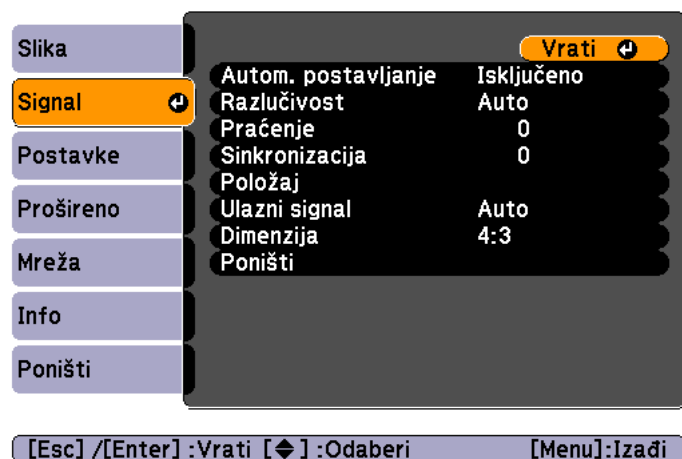 Slika
Signal
Postavke
Prošireno
Mreža
Info
Poništi
Vrati
Autom. postavljanje Isključeno
Razlučivost Auto
Praćenje 0
Sinkronizacija 0
Položaj
Ulazni signal Auto
Dimenzija 4:3
Poništi
[Esc] /[Enter] :Vrati [◆] :Odaberi [Menu]:Izađi